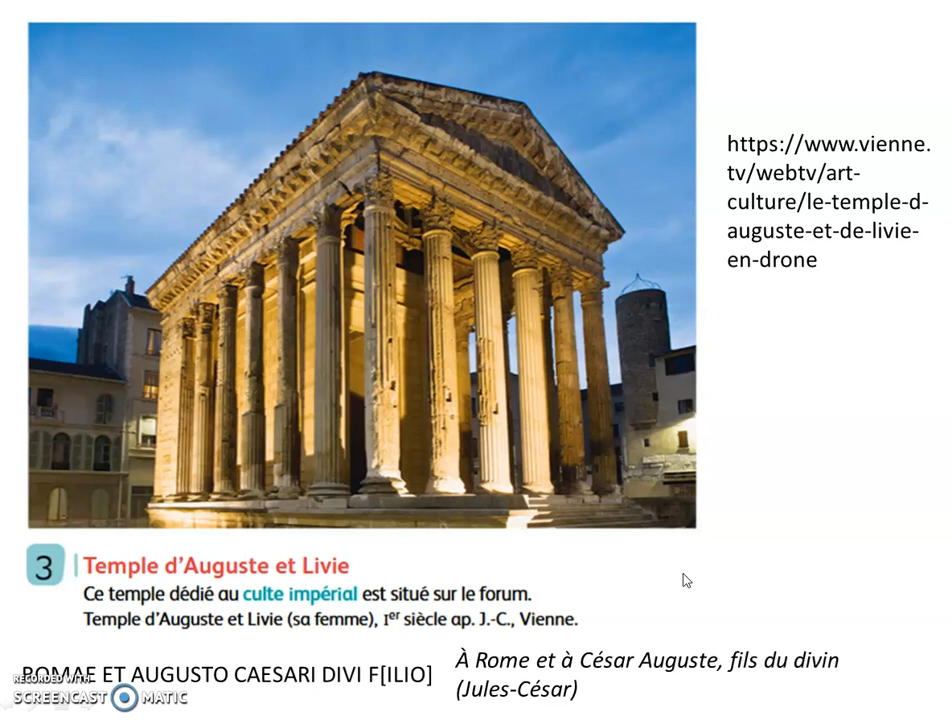 https://www.vienne.
tv/webtv/art-
culture/le-temple-d-
auguste-et-de-livie-
en-drone
3
Temple d'Auguste et Livie
Ce temple dédié au culte impérial est situé sur le forum.
Temple d'Auguste et Livie (sa femme), Ier siècle ap. J.-C., Vienne.
ROMAE ET AUGUSTO CAESARI DIVI F[ILIO]
À Rome et à César Auguste, fils du divin
(Jules-César)
RECORDED WITH
SCREENCAST MATIC